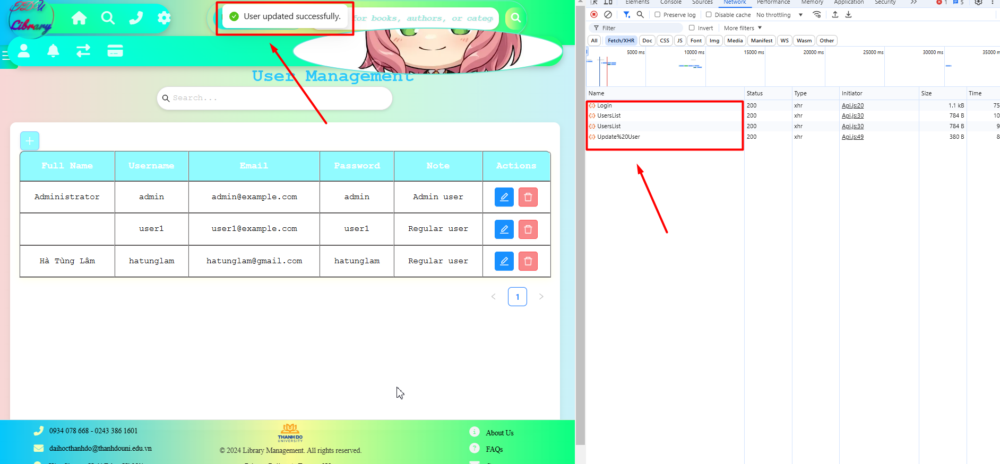 TDU
Library
User updated successfully.
for books, authors, or categ
User Management
Search...
Full Name Username Email Password Note Actions
Administrator admin admin@example.com admin Admin user
user1 user1@example.com user1 Regular user
Hà Tùng Lâm hatunglam hatunglam@gmail.com hatunglam Regular user
1
0934 078 668 - 0243 386 1601
daihocthanhdo@thanhdouni.edu.vn
THANH DO
UNIVERSITY
© 2024 Library Management. All rights reserved.
About Us
FAQs
Elements Console Sources Network Performance Memory Application Security 1 5
Preserve log Disable cache No throttling
Filter Invert More filters
All Fetch/XHR Doc CSS JS Font Img Media Manifest WS Wasm Other
5000 ms 10000 ms 15000 ms 20000 ms 25000 ms 30000 ms 35000 m
Name Status Type Initiator Size Time
Login 200 xhr Api.js:20 1.1 kB 75
UsersList 200 xhr Api.js:30 784 B 10
UsersList 200 xhr Api.js:30 784 B 9
Update%20User 200 xhr Api.js:49 380 B 8